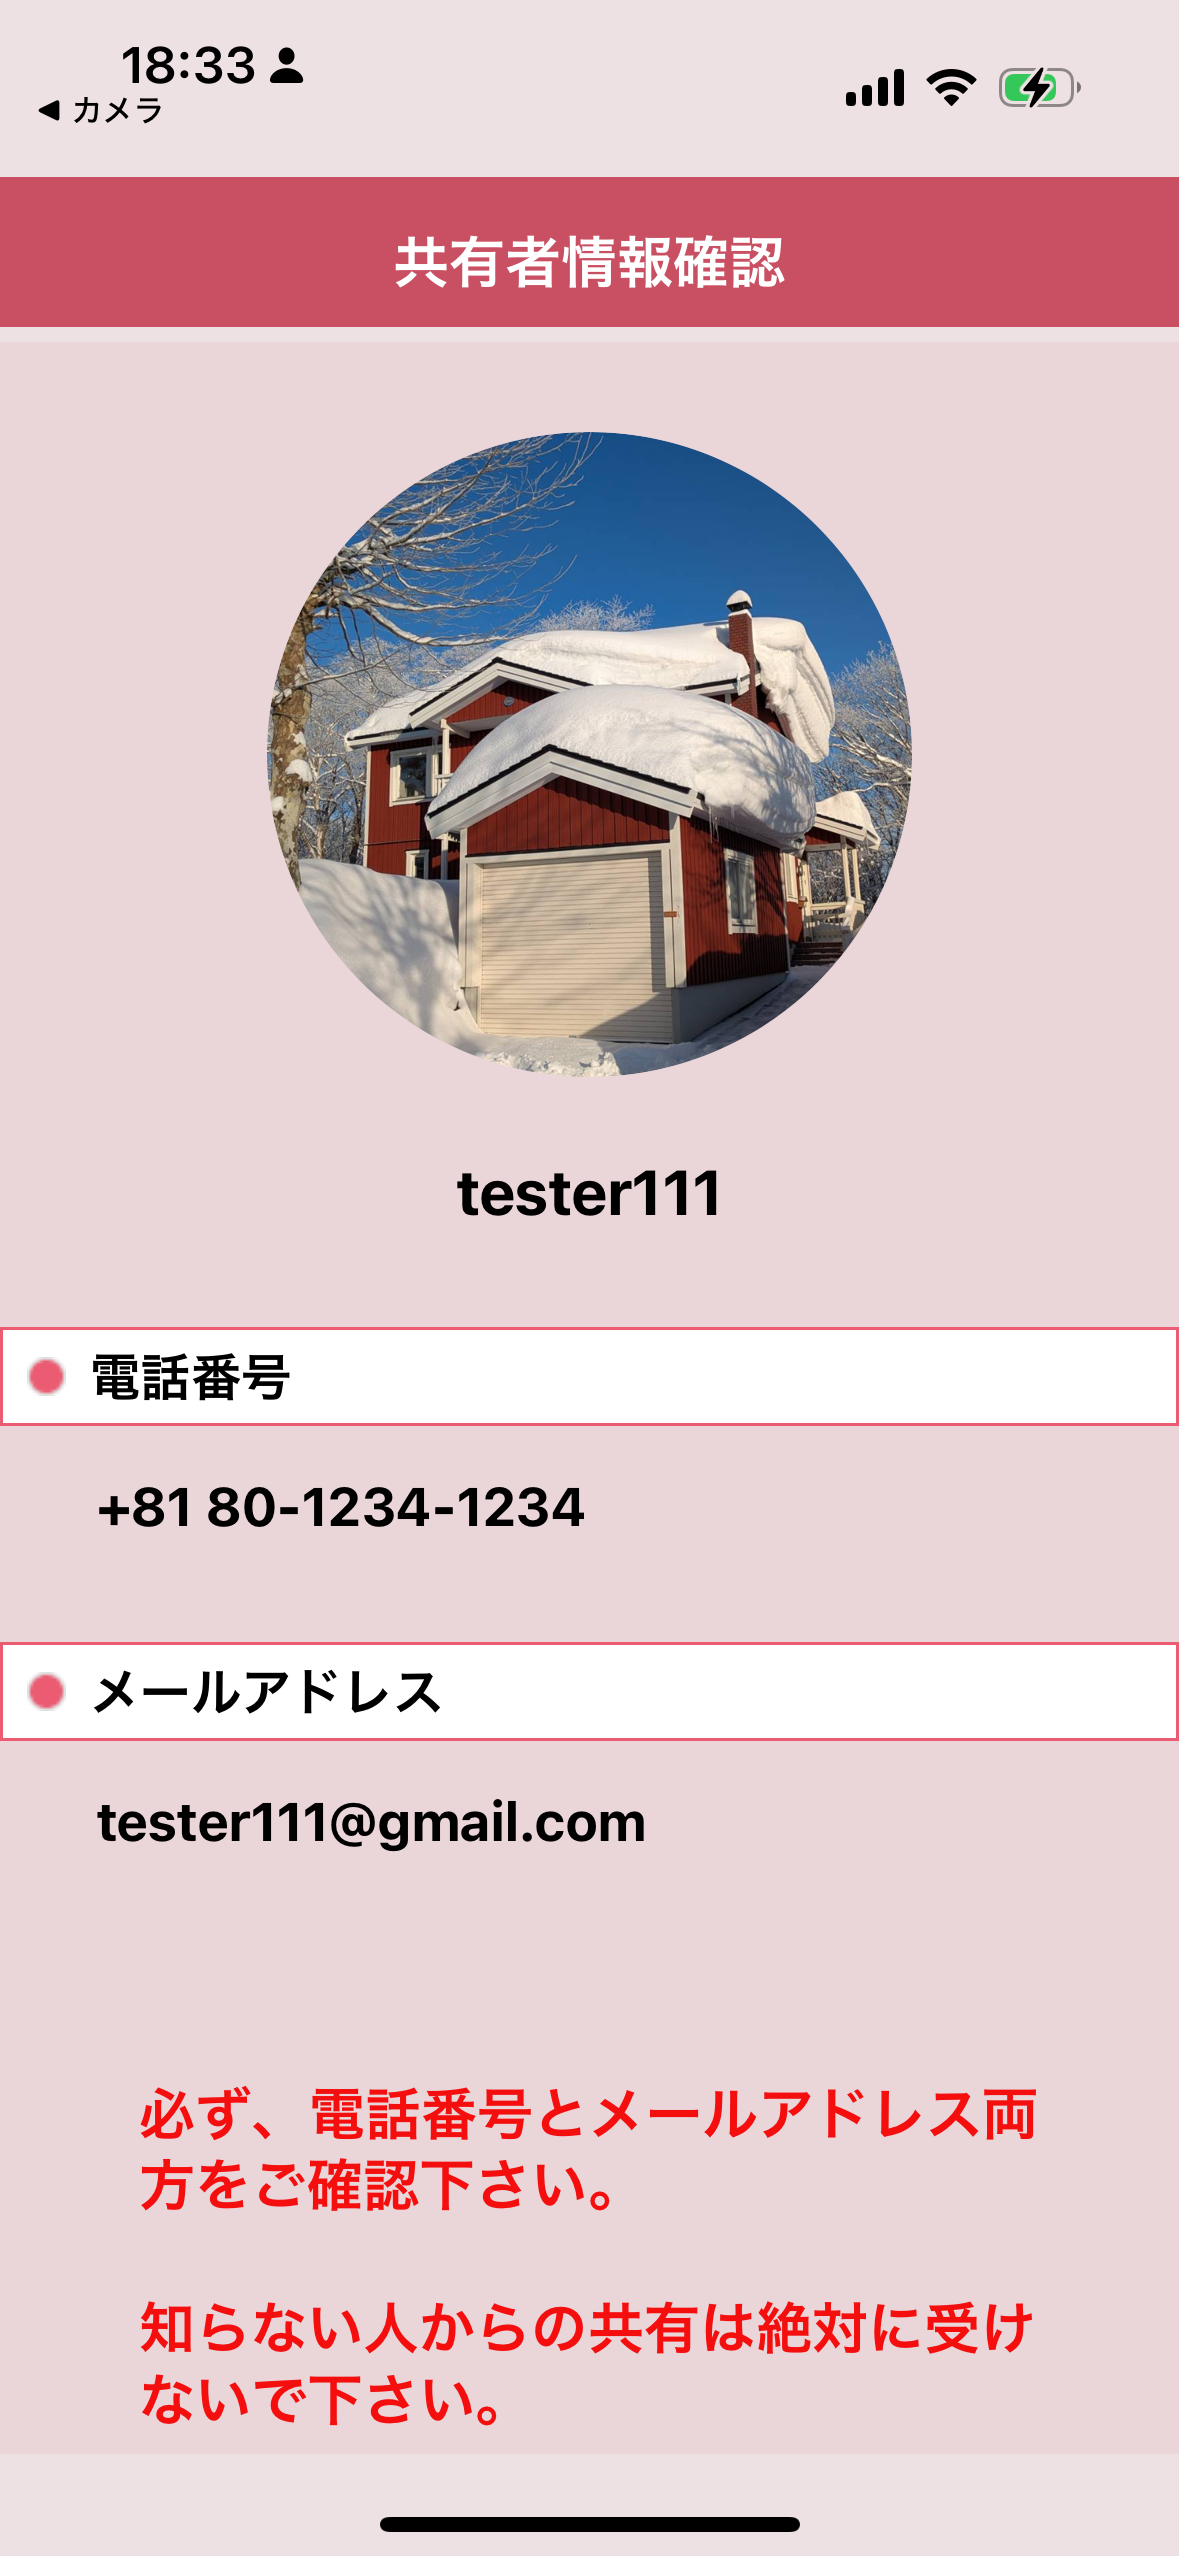 18:33
◀ カメラ
共有者情報確認
tester111
電話番号
+81 80-1234-1234
メールアドレス
tester111@gmail.com
必ず、電話番号とメールアドレス両
方をご確認下さい。
知らない人からの共有は絶対に受け
ないで下さい。